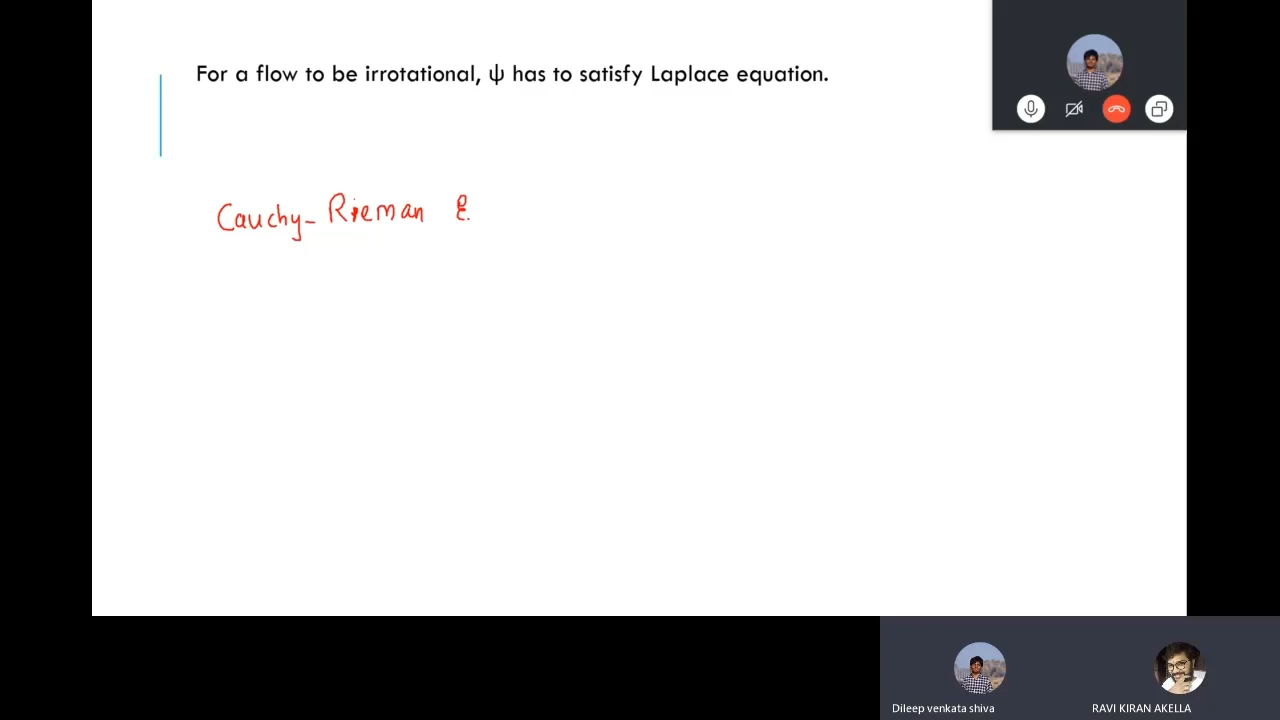 For a flow to be irrotational, ψ has to satisfy Laplace equation.
Cauchy- Rieman E
Dileep venkata shiva
RAVI KIRAN AKELLA